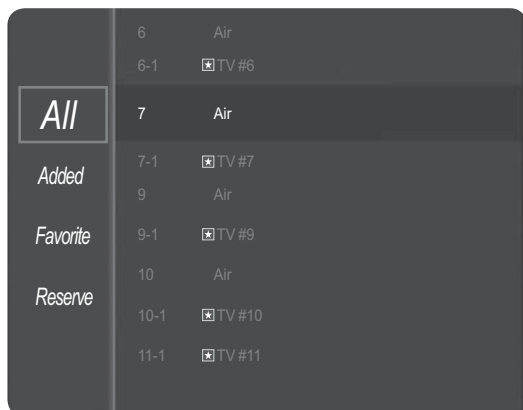 All
Added
Favorite
Reserve
6 Air
6-1 TV #6
7 Air
7-1 TV #7
9 Air
9-1 TV #9
10 Air
10-1 TV #10
11-1 TV #11